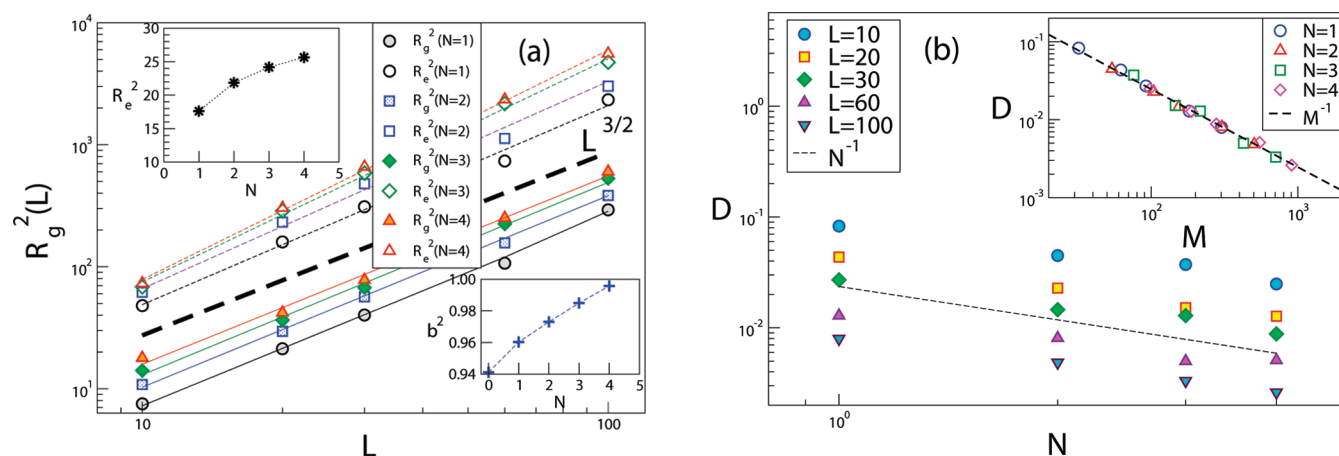 (a)
R_g^2(L)
10^4
10^3
10^2
10^1
10
100
L
L^{3/2}
R_g^2(N=1)
R_e^2(N=1)
R_g^2(N=2)
R_e^2(N=2)
R_g^2(N=3)
R_e^2(N=3)
R_g^2(N=4)
R_e^2(N=4)
R_e^2
30
25
20
15
10
0 1 2 3 4 5
N
b^2
1.00
0.98
0.96
0.94
0 1 2 3 4 5
N
(b)
D
10^0
10^{-1}
10^{-2}
10^0
N
L=10
L=20
L=30
L=60
L=100
N^{-1}
D
10^{-1}
10^{-2}
10^{-3}
10^2
10^3
M
N=1
N=2
N=3
N=4
M^{-1}